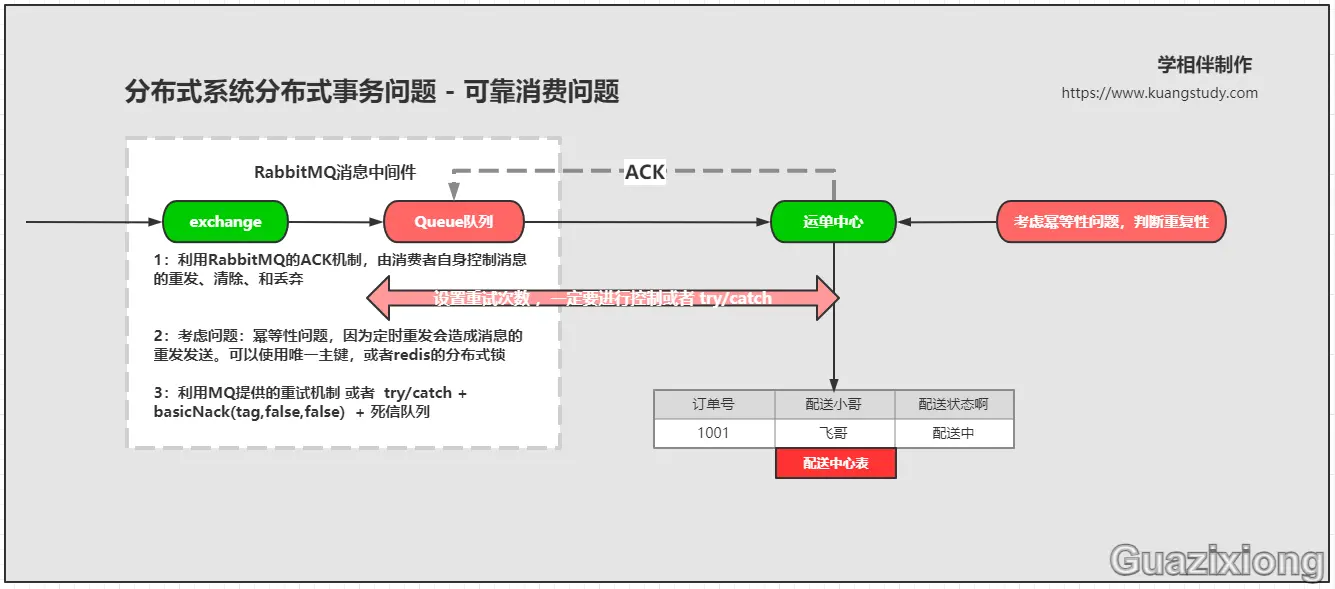 学相伴制作
分布式系统分布式事务问题 - 可靠消费问题
https://www.kuangstudy.com
RabbitMQ消息中间件
ACK
exchange
Queue队列
运单中心
考虑幂等性问题，判断重复性
1：利用RabbitMQ的ACK机制，由消费者自身控制消息
的重发、清除、和丢弃
设置重试次数 ，一定要进行控制或者 try/catch
2：考虑问题：幂等性问题，因为定时重发会造成消息的
重发发送。可以使用唯一主键，或者redis的分布式锁
3：利用MQ提供的重试机制 或者 try/catch +
basicNack(tag,false,false) + 死信队列
订单号 配送小哥 配送状态啊
1001 飞哥 配送中
配送中心表
Guazixiong